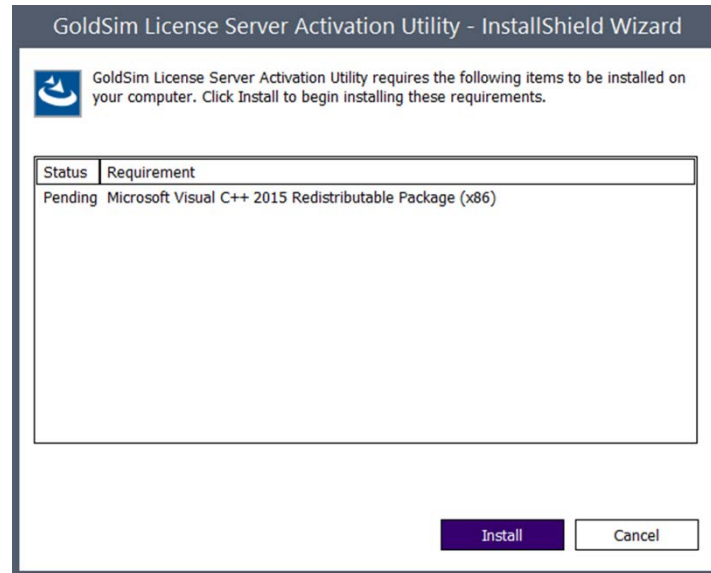 GoldSim License Server Activation Utility - InstallShield Wizard
GoldSim License Server Activation Utility requires the following items to be installed on
your computer. Click Install to begin installing these requirements.
Status Requirement
Pending Microsoft Visual C++ 2015 Redistributable Package (x86)
Install Cancel